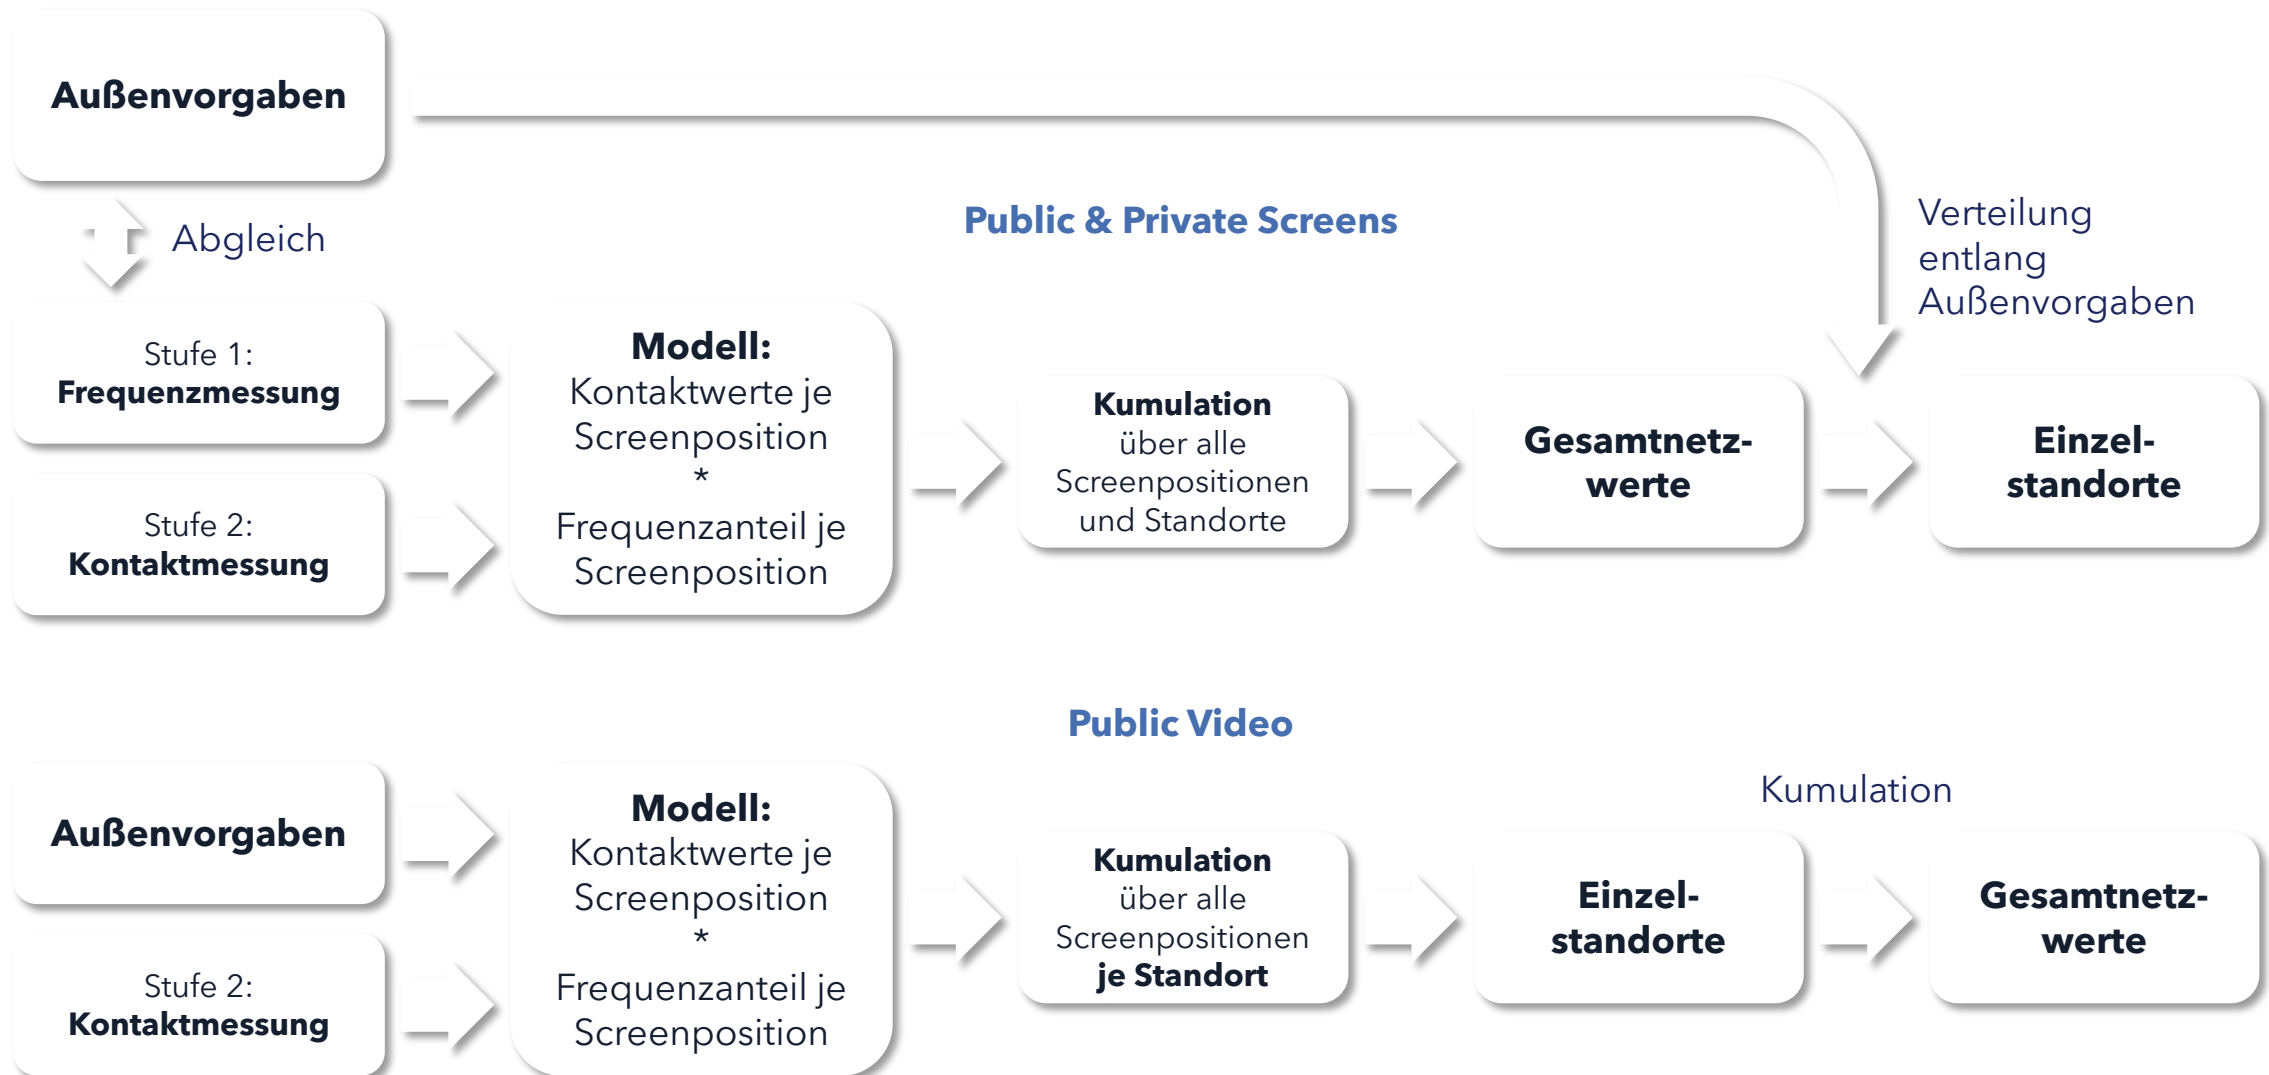 Außenvorgaben
Abgleich
Public & Private Screens
Verteilung
entlang
Außenvorgaben
Stufe 1:
Frequenzmessung
Stufe 2:
Kontaktmessung
Modell:
Kontaktwerte je
Screenposition
*
Frequenzanteil je
Screenposition
Kumulation
über alle
Screenpositionen
und Standorte
Gesamtnetz-
werte
Einzel-
standorte
Public Video
Außenvorgaben
Stufe 2:
Kontaktmessung
Modell:
Kontaktwerte je
Screenposition
*
Frequenzanteil je
Screenposition
Kumulation
über alle
Screenpositionen
je Standort
Einzel-
standorte
Kumulation
Gesamtnetz-
werte